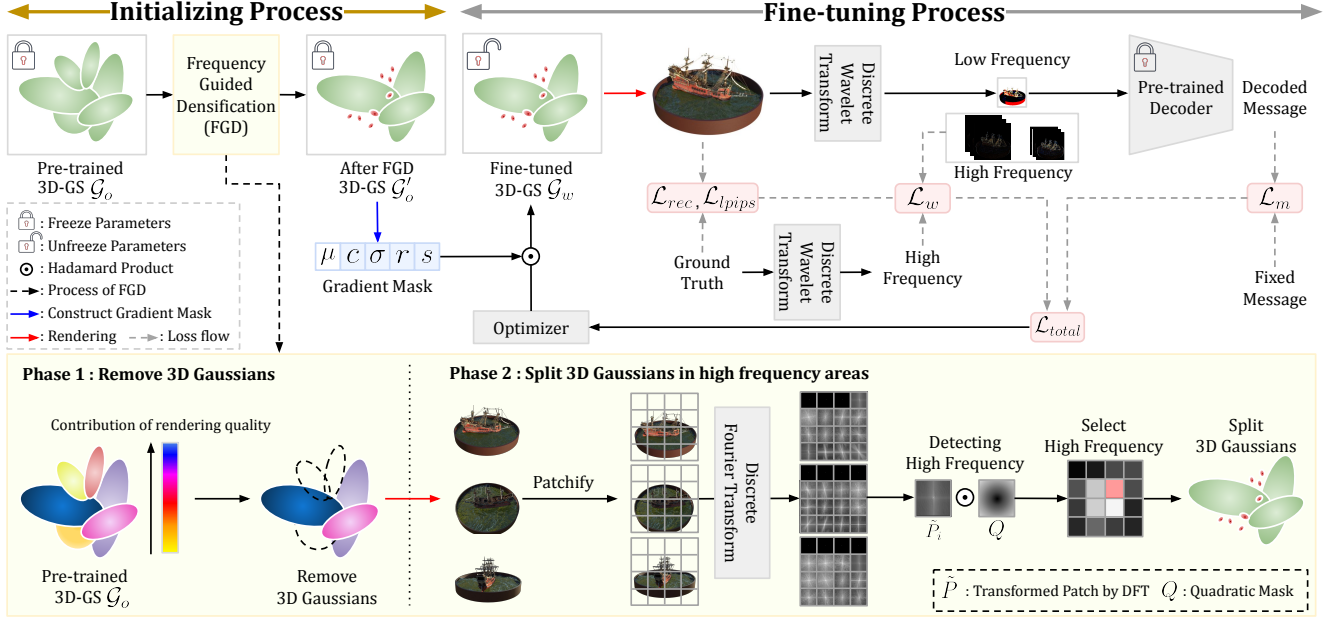 Initializing Process
Fine-tuning Process
Frequency
Guided
Densification
(FGD)
Discrete
Wavelet
Transform
Low Frequency
High Frequency
Pre-trained
Decoder
Decoded
Message
Pre-trained
3D-GS 𝒢ₒ
After FGD
3D-GS 𝒢ₒ′
Fine-tuned
3D-GS 𝒢_w
ℒ_rec, ℒ_lpips
ℒ_w
ℒ_m
: Freeze Parameters
: Unfreeze Parameters
: Hadamard Product
: Process of FGD
: Construct Gradient Mask
: Rendering
: Loss flow
μ c σ r s
Gradient Mask
Optimizer
Ground
Truth
Discrete
Wavelet
Transform
High
Frequency
Fixed
Message
ℒ_total
Phase 1 : Remove 3D Gaussians
Contribution of rendering quality
Pre-trained
3D-GS 𝒢ₒ
Remove
3D Gaussians
Phase 2 : Split 3D Gaussians in high frequency areas
Patchify
Discrete
Fourier Transform
Detecting
High Frequency
P̃ᵢ
Q
Select
High Frequency
Split
3D Gaussians
P̃ : Transformed Patch by DFT Q : Quadratic Mask